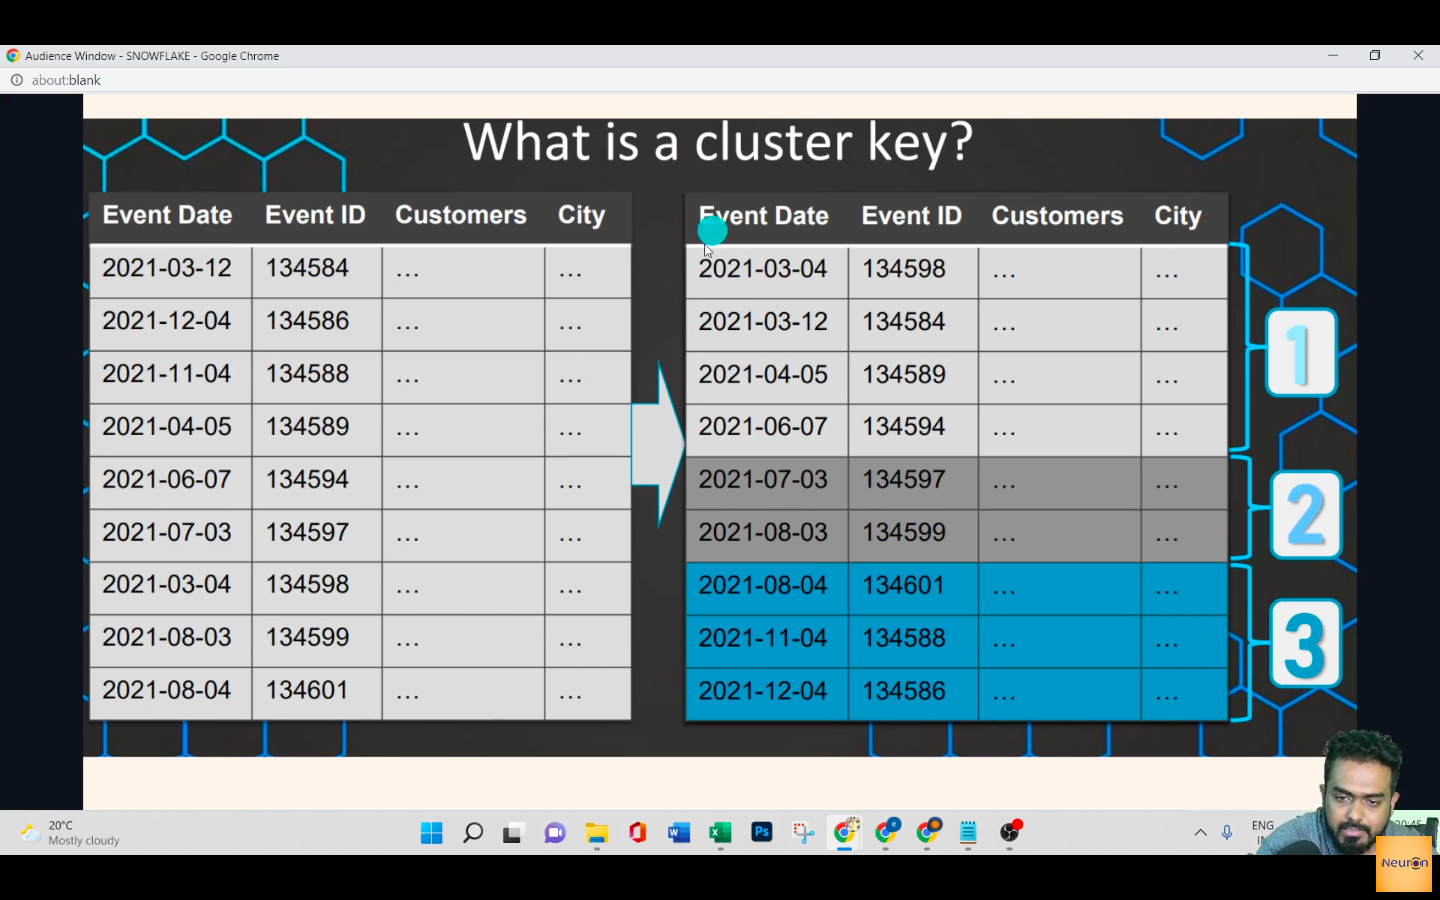 Audience Window - SNOWFLAKE - Google Chrome
about:blank
What is a cluster key?
Event Date Event ID Customers City
2021-03-12 134584 ... ...
2021-12-04 134586 ... ...
2021-11-04 134588 ... ...
2021-04-05 134589 ... ...
2021-06-07 134594 ... ...
2021-07-03 134597 ... ...
2021-03-04 134598 ... ...
2021-08-03 134599 ... ...
2021-08-04 134601 ... ...
Event Date Event ID Customers City
2021-03-04 134598 ... ...
2021-03-12 134584 ... ...
2021-04-05 134589 ... ...
2021-06-07 134594 ... ...
2021-07-03 134597 ... ...
2021-08-03 134599 ... ...
2021-08-04 134601 ... ...
2021-11-04 134588 ... ...
2021-12-04 134586 ... ...
1
2
3
20°C
Mostly cloudy
Ps
ENG
Neuron